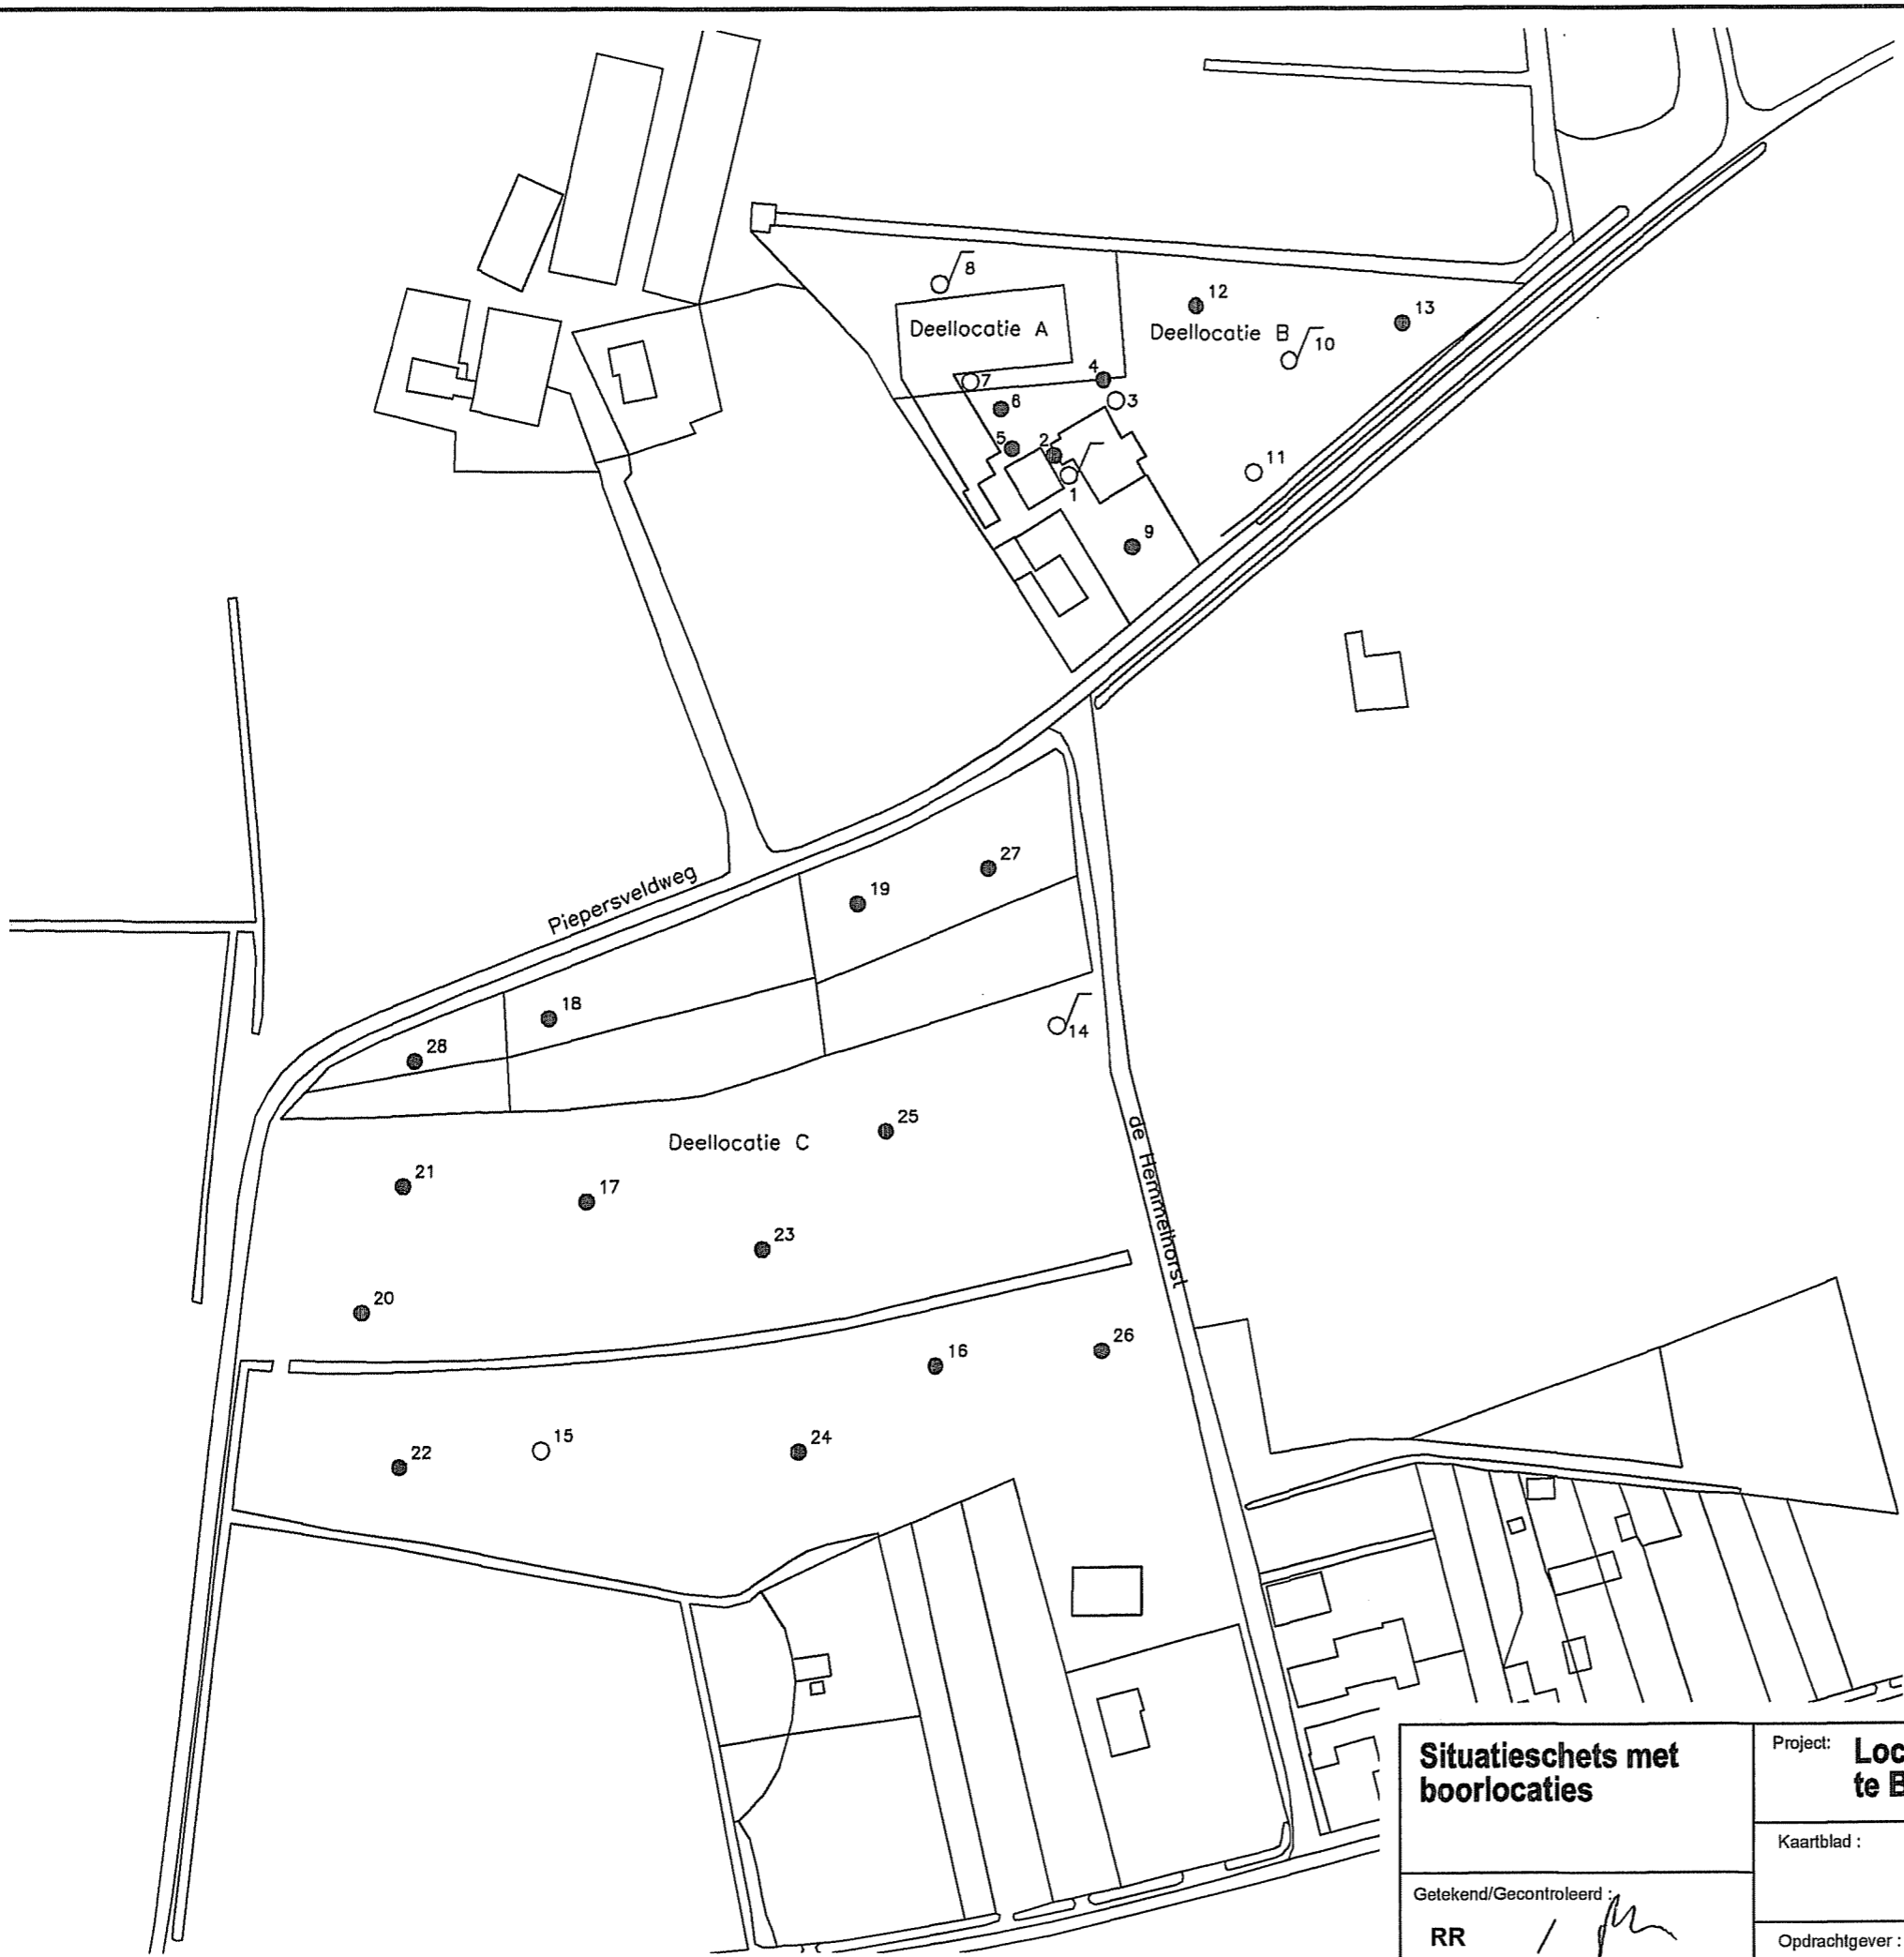 8
12
13
Deellocatie A
Deellocatie B
10
4
7
6
3
5
2
11
1
9
27
19
Piepersveldweg
18
14
28
25
de Hemmelhorst
Deellocatie C
21
17
23
20
26
16
15
24
22
Situatieschets met
boorlocaties
Project: Loc
te B
Kaartblad :
Getekend/Gecontroleerd :
RR /
Opdrachtgever :